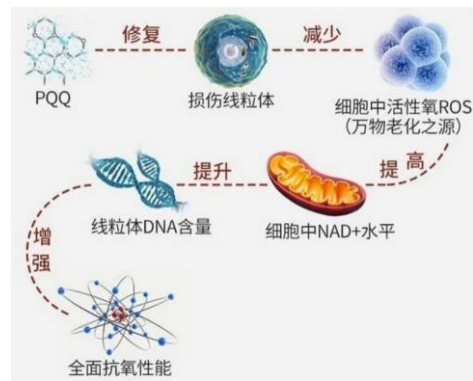 修复
减少
PQQ
损伤线粒体
细胞中活性氧ROS
（万物老化之源）
提高
提升
线粒体DNA含量
细胞中NAD+水平
增强
全面抗氧性能